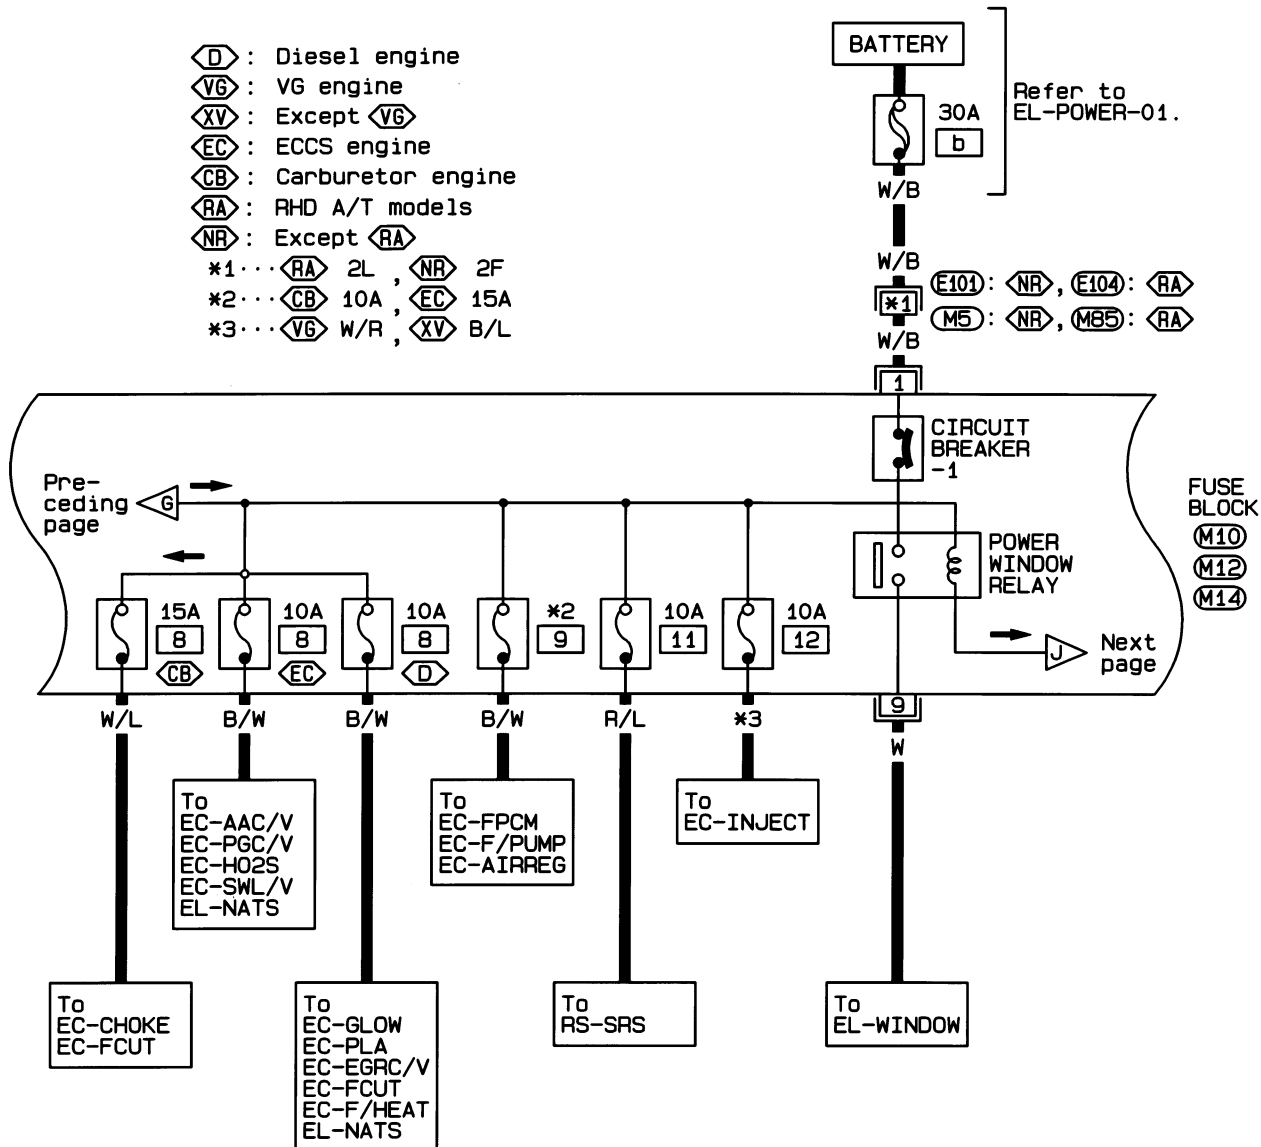 D : Diesel engine
VG : VG engine
XV : Except VG
EC : ECCS engine
CB : Carburetor engine
RA : RHD A/T models
NR : Except RA
*1··· RA 2L , NR 2F
*2··· CB 10A , EC 15A
*3··· VG W/R , XV B/L
BATTERY
30A
b
Refer to
EL-POWER-01.
W/B
W/B
*1
E101 : NR , E104 : RA
M5 : NR , M85 : RA
W/B
1
CIRCUIT
BREAKER
-1
Pre-
ceding
page
G
POWER
WINDOW
RELAY
FUSE
BLOCK
M10
M12
M14
15A
8
CB
10A
8
EC
10A
8
D
*2
9
10A
11
10A
12
J
Next
page
W/L
B/W
B/W
B/W
R/L
*3
9
W
To
EC-AAC/V
EC-PGC/V
EC-HO2S
EC-SWL/V
EL-NATS
To
EC-FPCM
EC-F/PUMP
EC-AIRREG
To
EC-INJECT
To
EC-CHOKE
EC-FCUT
To
EC-GLOW
EC-PLA
EC-EGRC/V
EC-FCUT
EC-F/HEAT
EL-NATS
To
RS-SRS
To
EL-WINDOW